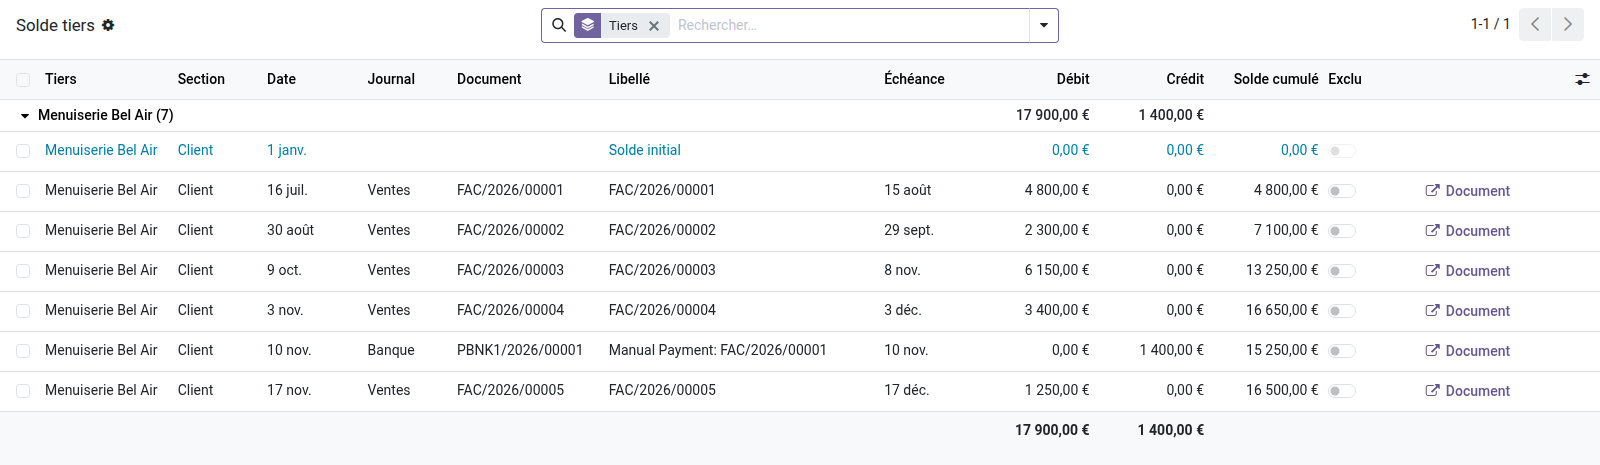 Solde tiers Tiers Rechercher... 1-1 / 1
Tiers Section Date Journal Document Libellé Échéance Débit Crédit Solde cumulé Exclu
Menuiserie Bel Air (7) 17 900,00 € 1 400,00 €
Menuiserie Bel Air Client 1 janv. Solde initial 0,00 € 0,00 € 0,00 €
Menuiserie Bel Air Client 16 juil. Ventes FAC/2026/00001 FAC/2026/00001 15 août 4 800,00 € 0,00 € 4 800,00 € Document
Menuiserie Bel Air Client 30 août Ventes FAC/2026/00002 FAC/2026/00002 29 sept. 2 300,00 € 0,00 € 7 100,00 € Document
Menuiserie Bel Air Client 9 oct. Ventes FAC/2026/00003 FAC/2026/00003 8 nov. 6 150,00 € 0,00 € 13 250,00 € Document
Menuiserie Bel Air Client 3 nov. Ventes FAC/2026/00004 FAC/2026/00004 3 déc. 3 400,00 € 0,00 € 16 650,00 € Document
Menuiserie Bel Air Client 10 nov. Banque PBNK1/2026/00001 Manual Payment: FAC/2026/00001 10 nov. 0,00 € 1 400,00 € 15 250,00 € Document
Menuiserie Bel Air Client 17 nov. Ventes FAC/2026/00005 FAC/2026/00005 17 déc. 1 250,00 € 0,00 € 16 500,00 € Document
17 900,00 € 1 400,00 €